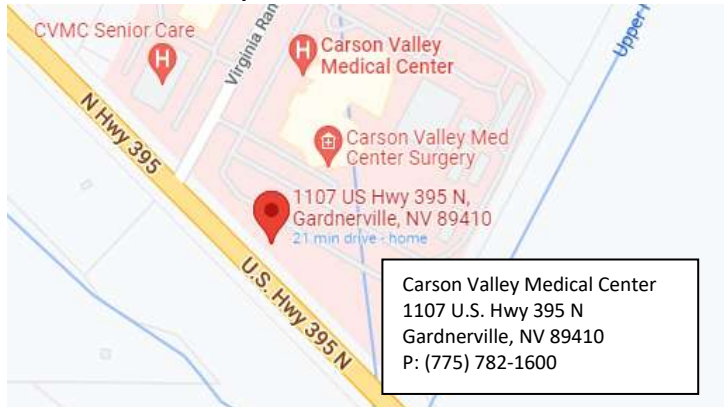 CVMC Senior Care
Virginia Ran
Carson Valley
Medical Center
Upper
N Hwy 395
Carson Valley Med
Center Surgery
1107 US Hwy 395 N,
Gardnerville, NV 89410
21 min drive - home
U.S. Hwy 395 N
Carson Valley Medical Center
1107 U.S. Hwy 395 N
Gardnerville, NV 89410
P: (775) 782-1600